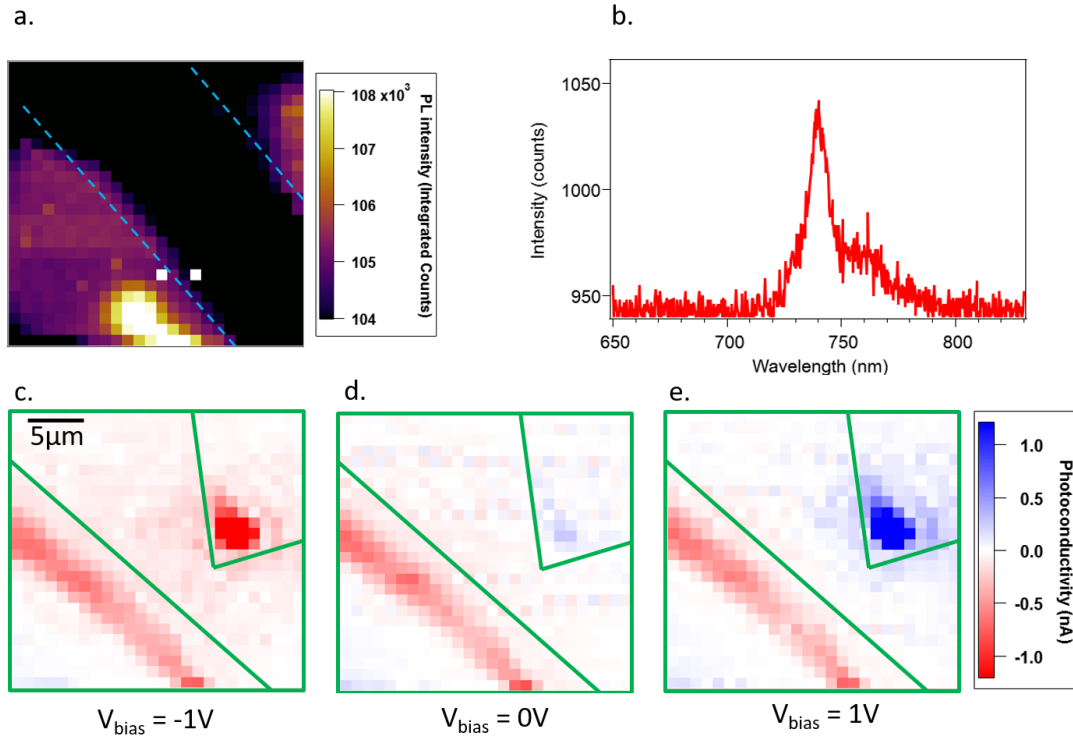 a.
108 x10³
107
106
105
104
PL intensity (Integrated Counts)
b.
1050
1000
950
Intensity (counts)
650
700
750
800
Wavelength (nm)
c.
5µm
V_bias = -1V
d.
V_bias = 0V
e.
V_bias = 1V
1.0
0.5
0.0
-0.5
-1.0
Photoconductivity (nA)